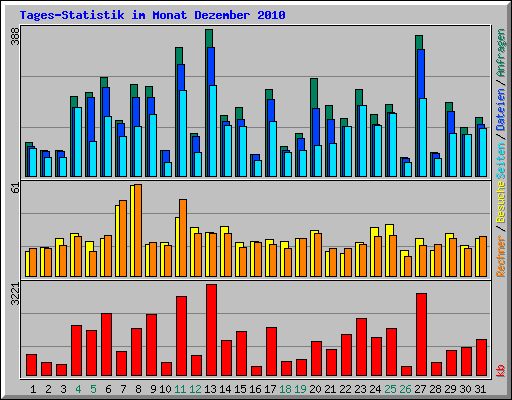 Tages-Statistik im Monat Dezember 2010
388
61
3221
Rechner / Besuche Seiten / Dateien / Anfragen
kb
1 2 3 4 5 6 7 8 9 10 11 12 13 14 15 16 17 18 19 20 21 22 23 24 25 26 27 28 29 30 31